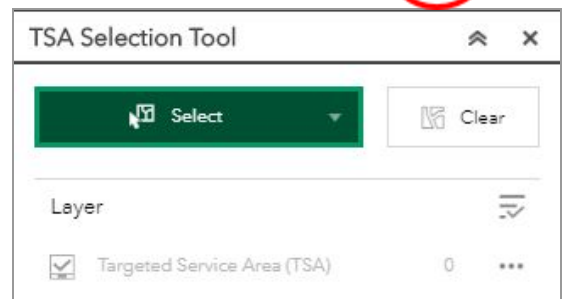 TSA Selection Tool
Select
Clear
Layer
Targeted Service Area (TSA) 0